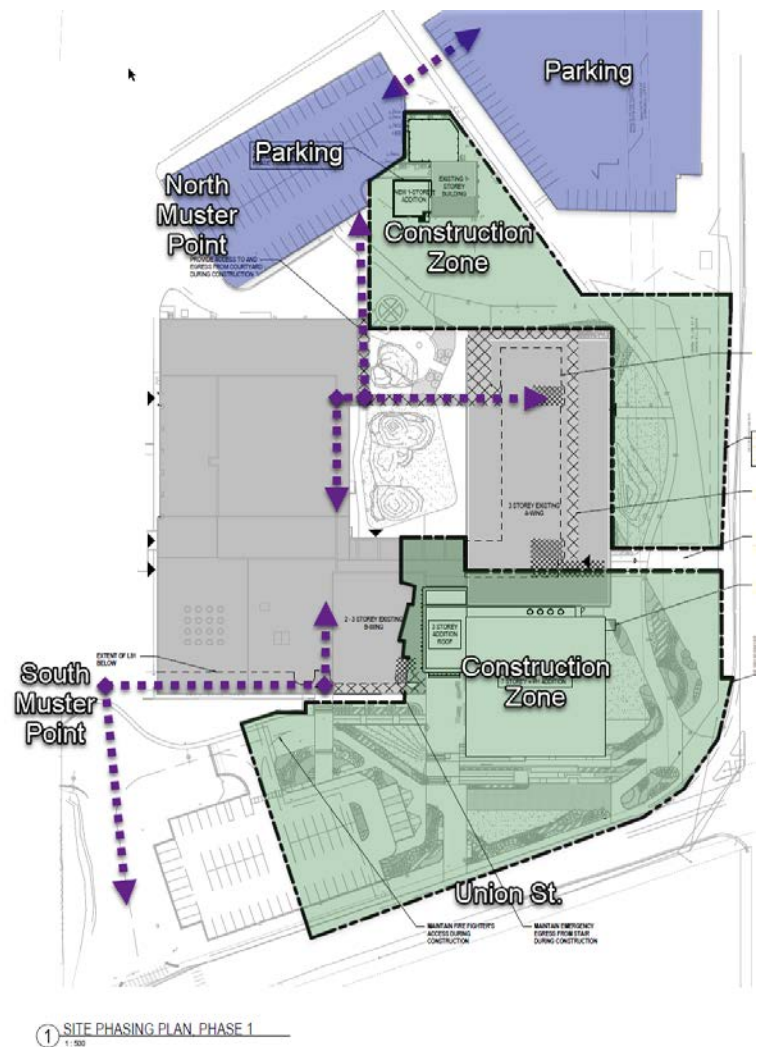 Parking
Parking
North
Muster
Point
EXISTING 1-
STOREY
BUILDING
NEW 1-STOREY
ADDITION
Construction
Zone
PROVIDE ACCESS TO AND
EGRESS FROM COURTYARD
DURING CONSTRUCTION
3 STOREY EXISTING
A-WING
2 - 3 STOREY EXISTING
B-WING
3 STOREY
ADDITION
ROOF
Construction
Zone
EXTENT OF L01
BELOW
South
Muster
Point
Union St.
MAINTAIN FIRE FIGHTERS
ACCESS DURING
CONSTRUCTION
MAINTAIN EMERGENCY
EGRESS FROM STAIR
DURING CONSTRUCTION
1 SITE PHASING PLAN, PHASE 1
1 : 500